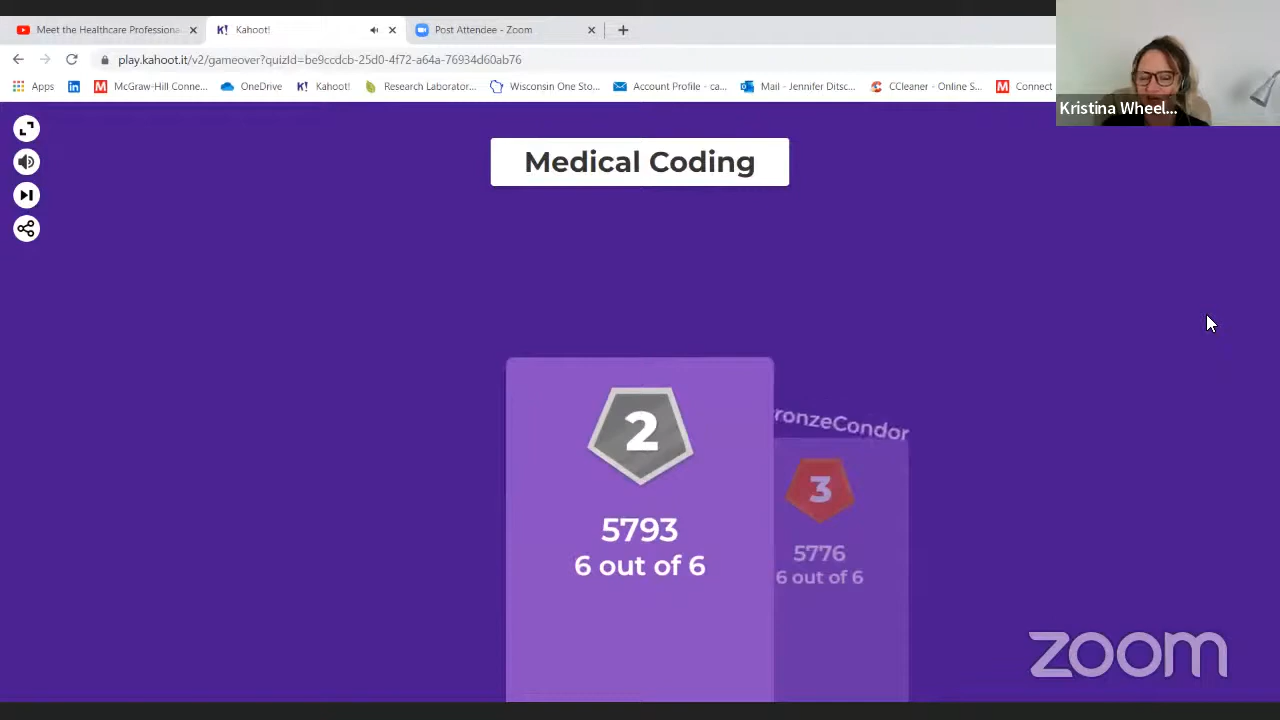 Meet the Healthcare Professiona
K! Kahoot!
Post Attendee - Zoom
play.kahoot.it/v2/gameover?quizId=be9ccdcb-25d0-4f72-a64a-76934d60ab76
Apps
McGraw-Hill Conne...
OneDrive
K! Kahoot!
Research Laborator...
Wisconsin One Sto...
Account Profile - ca...
Mail - Jennifer Ditsc...
CCleaner - Online S...
Connect
Kristina Wheel...
Medical Coding
2
5793
6 out of 6
ronzeCondor
3
5776
6 out of 6
zoom